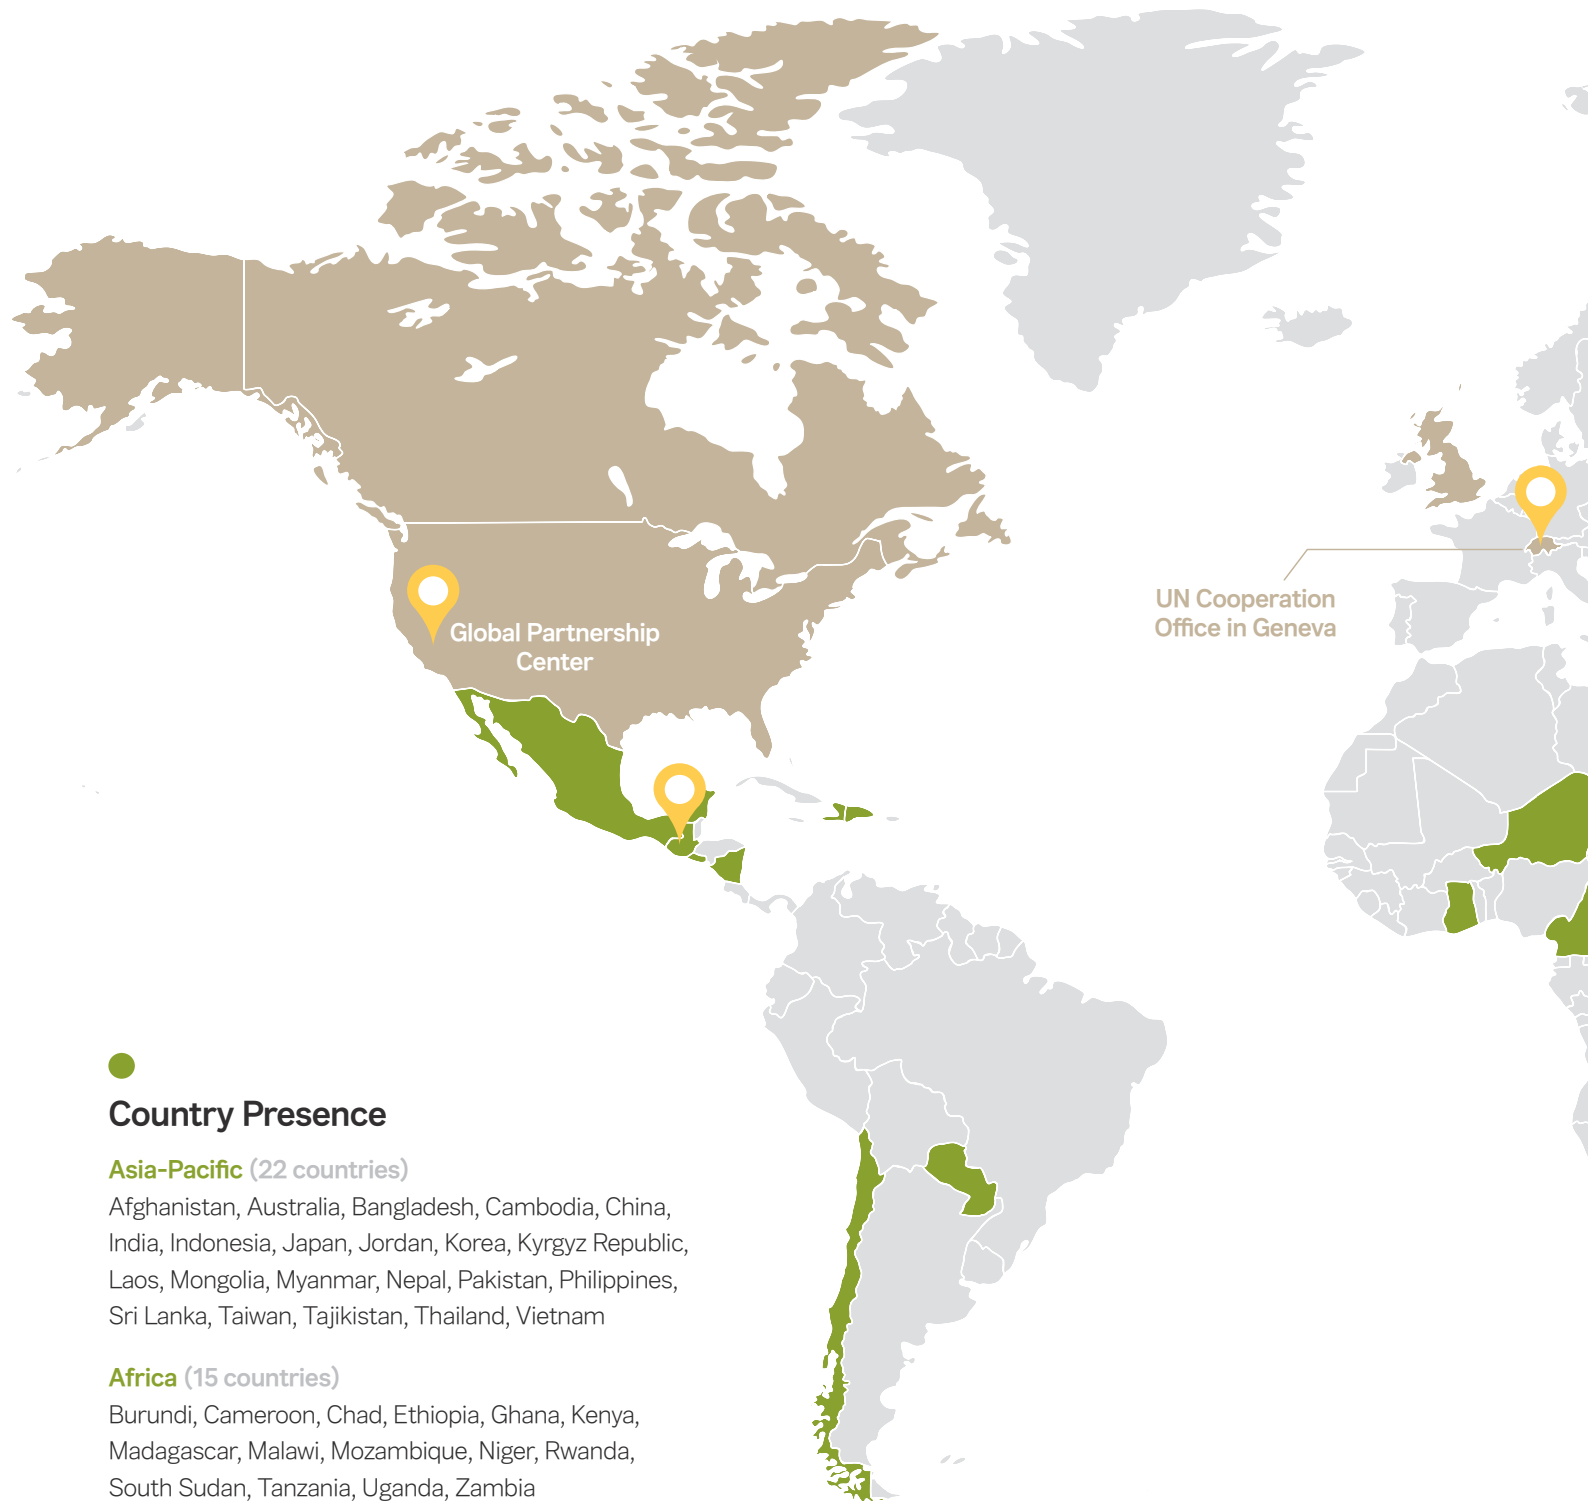 Global Partnership
Center
UN Cooperation
Office in Geneva
Country Presence
Asia-Pacific (22 countries)
Afghanistan, Australia, Bangladesh, Cambodia, China,
India, Indonesia, Japan, Jordan, Korea, Kyrgyz Republic,
Laos, Mongolia, Myanmar, Nepal, Pakistan, Philippines,
Sri Lanka, Taiwan, Tajikistan, Thailand, Vietnam
Africa (15 countries)
Burundi, Cameroon, Chad, Ethiopia, Ghana, Kenya,
Madagascar, Malawi, Mozambique, Niger, Rwanda,
South Sudan, Tanzania, Uganda, Zambia